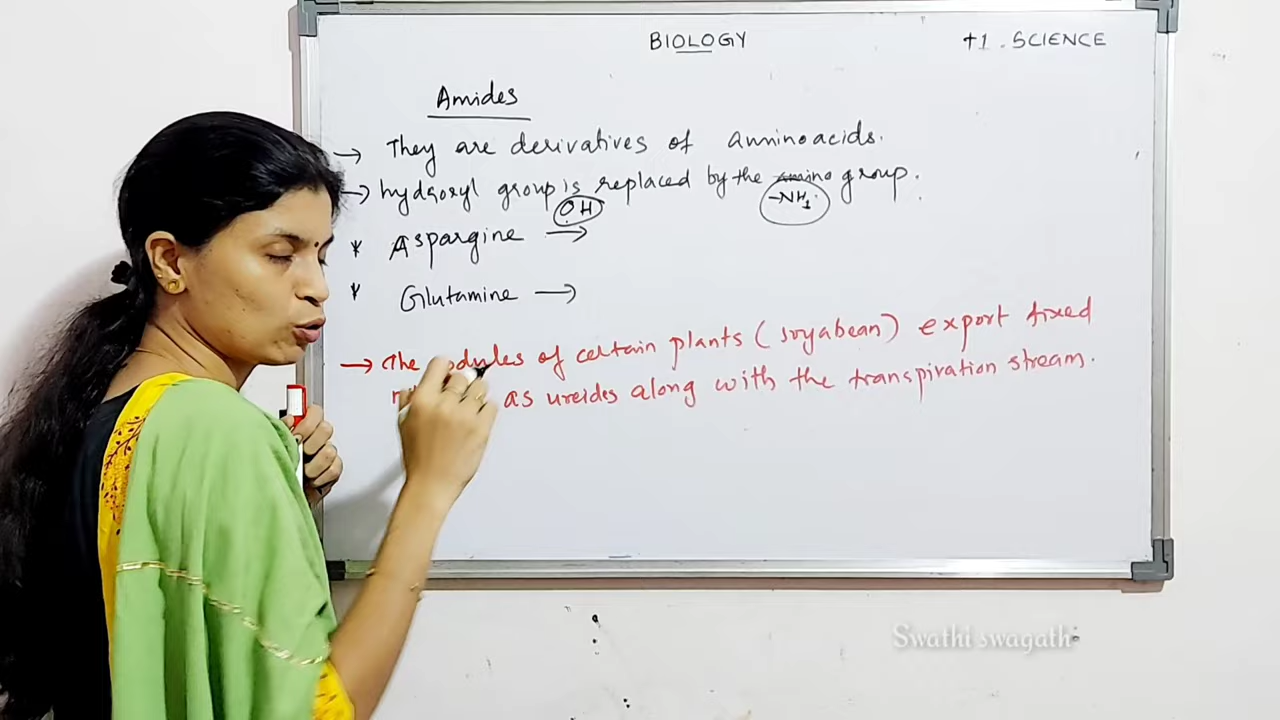 BIOLOGY
+1. SCIENCE
Amides
→ They are derivatives of aminoacids.
→ hydroxyl group is replaced by the amino group.
OH
-NH2
* Aspargine →
* Glutamine →
→ The nodules of certain plants (soyabean) export fixed
as ureides along with the transpiration stream.
Swathi swagath